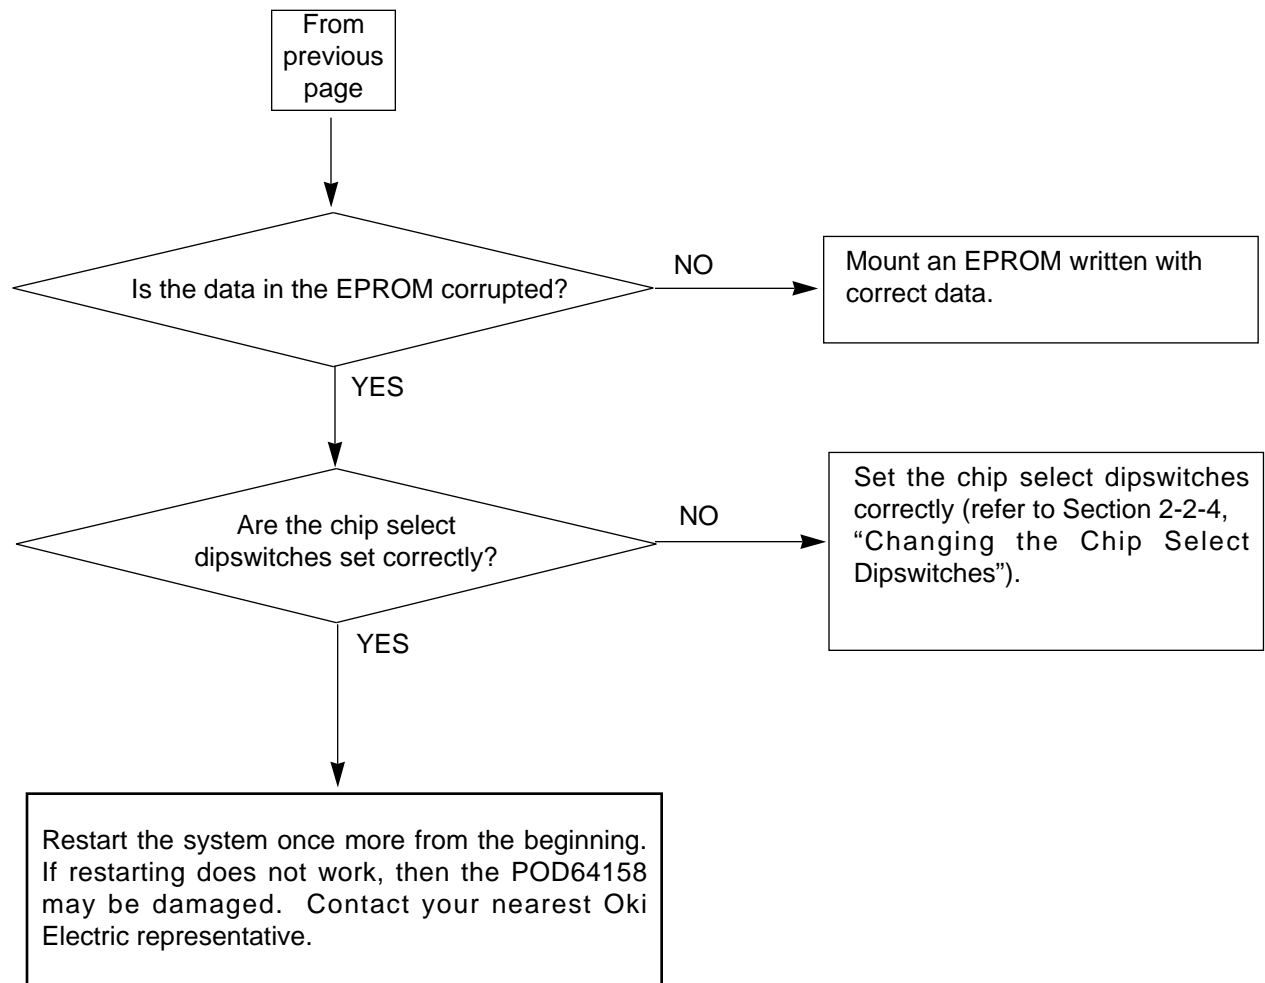 From
previous
page
Is the data in the EPROM corrupted?
NO
Mount an EPROM written with
correct data.
YES
Are the chip select
dipswitches set correctly?
NO
Set the chip select dipswitches
correctly (refer to Section 2-2-4,
“Changing the Chip Select
Dipswitches”).
YES
Restart the system once more from the beginning.
If restarting does not work, then the POD64158
may be damaged. Contact your nearest Oki
Electric representative.